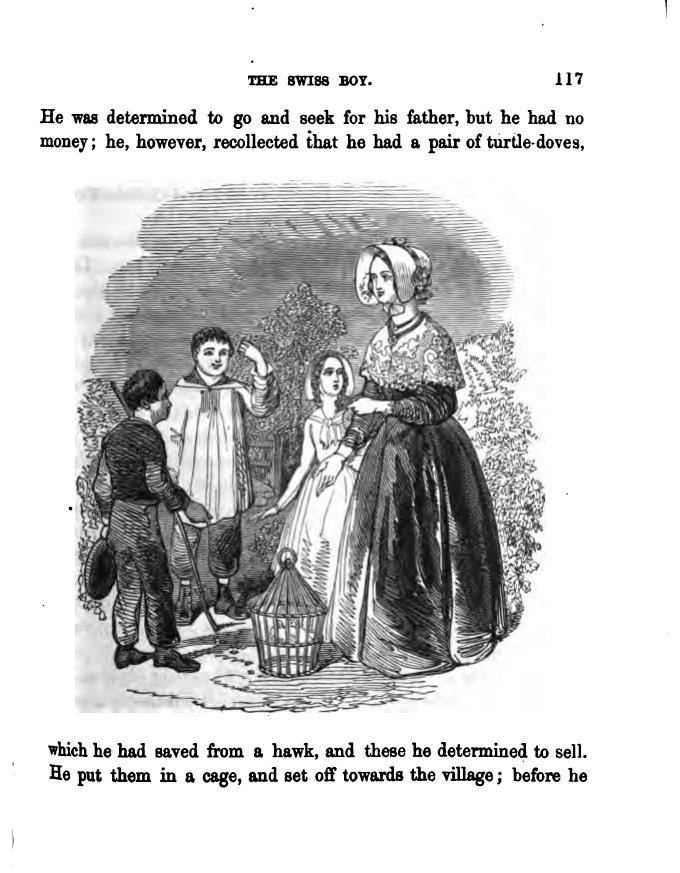 THE SWISS BOY. 117
He was determined to go and seek for his father, but he had no
money; he, however, recollected that he had a pair of turtle-doves,
which he had saved from a hawk, and these he determined to sell.
He put them in a cage, and set off towards the village; before he